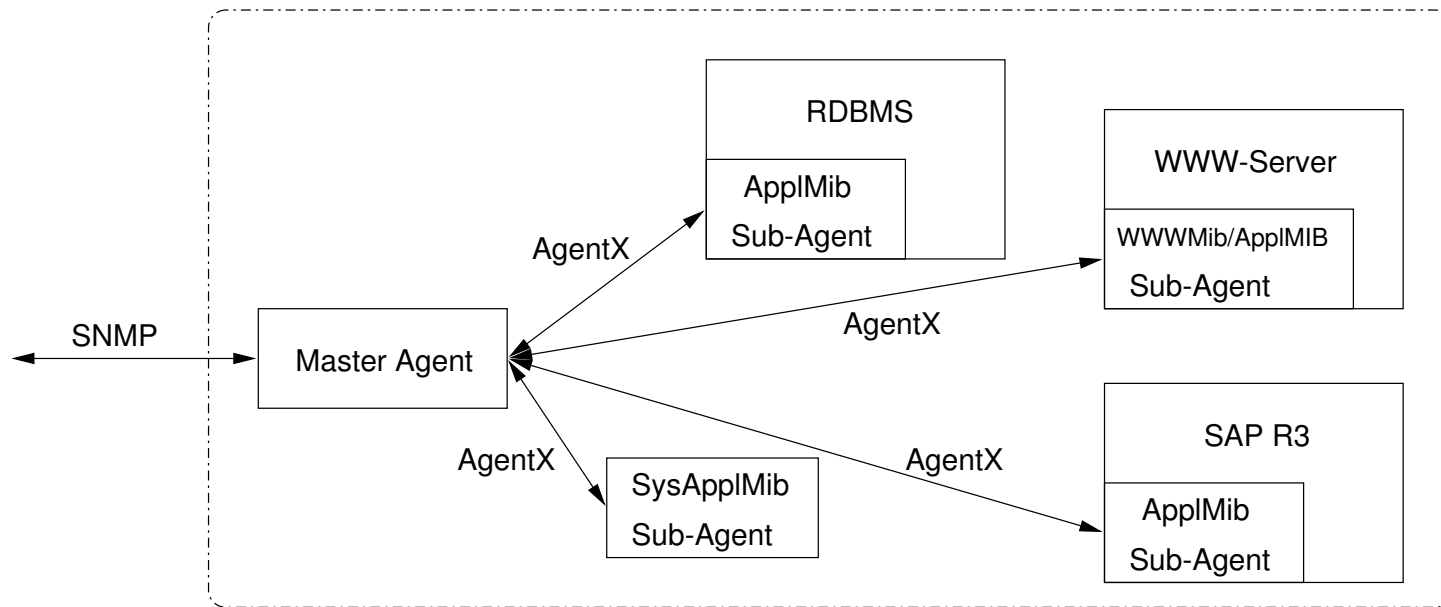 RDBMS
ApplMib
Sub-Agent
WWW-Server
WWWMib/ApplMIB
Sub-Agent
AgentX
AgentX
SNMP
Master Agent
AgentX
SysApplMib
Sub-Agent
AgentX
SAP R3
ApplMib
Sub-Agent